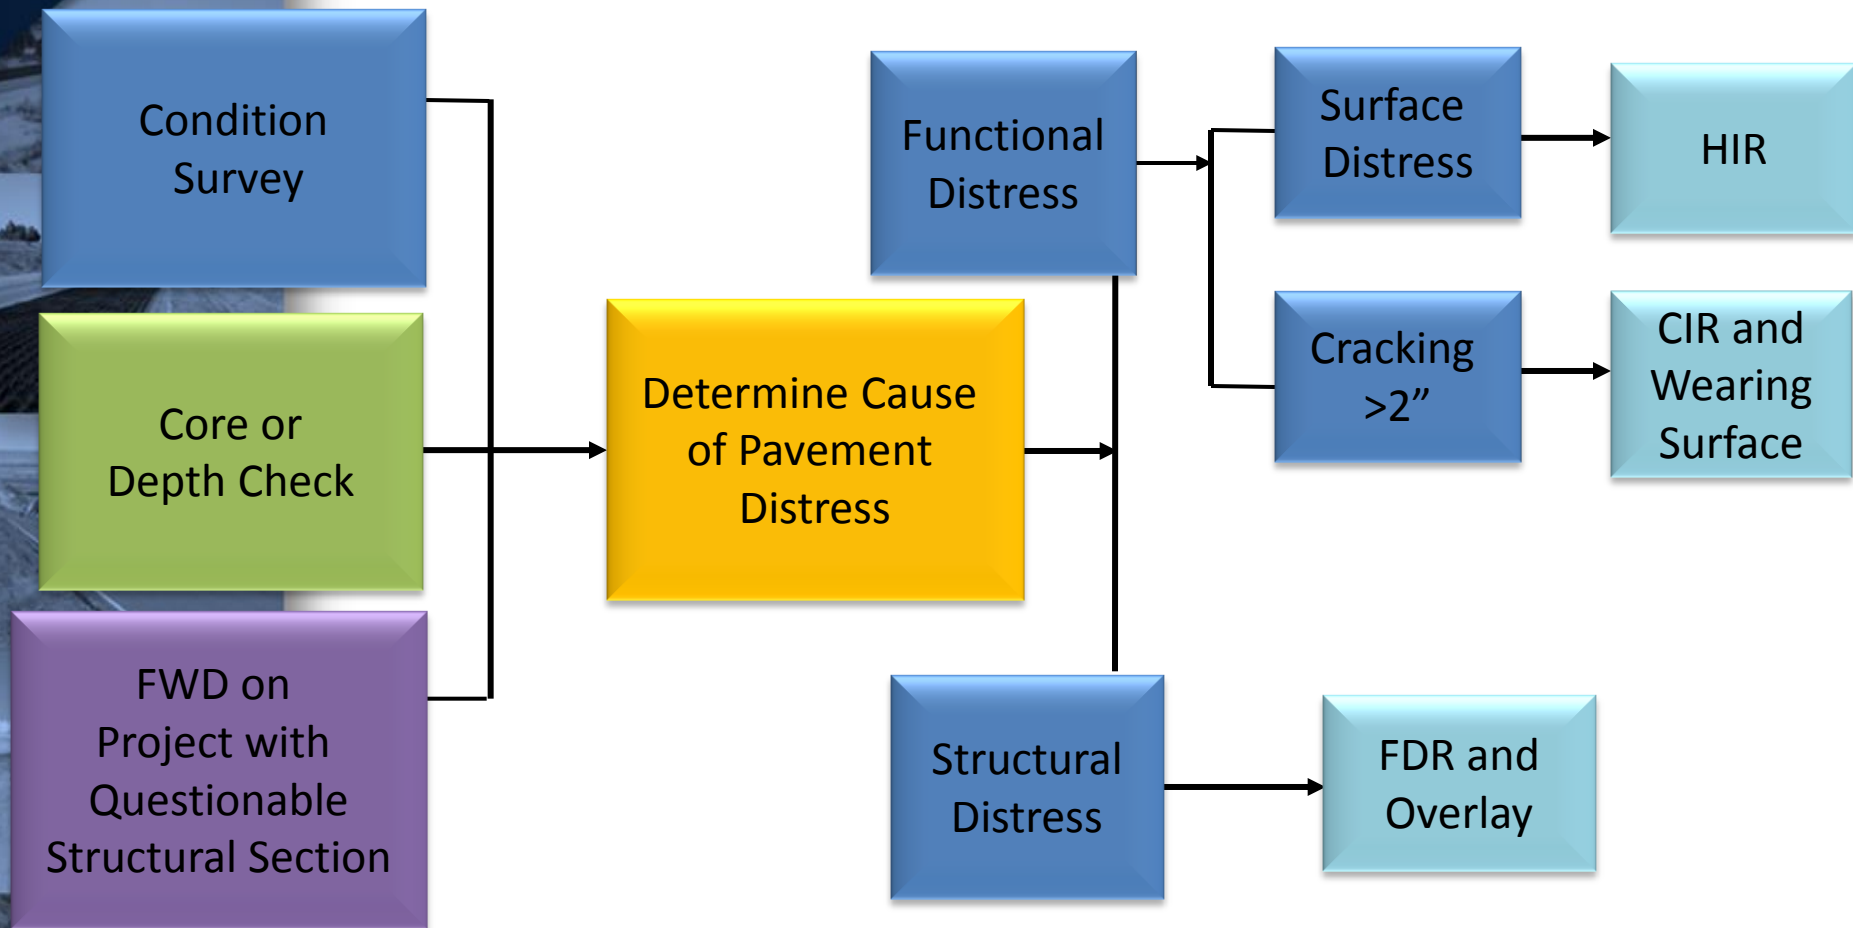 Condition
Survey
Core or
Depth Check
FWD on
Project with
Questionable
Structural Section
Determine Cause
of Pavement
Distress
Functional
Distress
Structural
Distress
Surface
Distress
Cracking
>2”
HIR
CIR and
Wearing
Surface
FDR and
Overlay